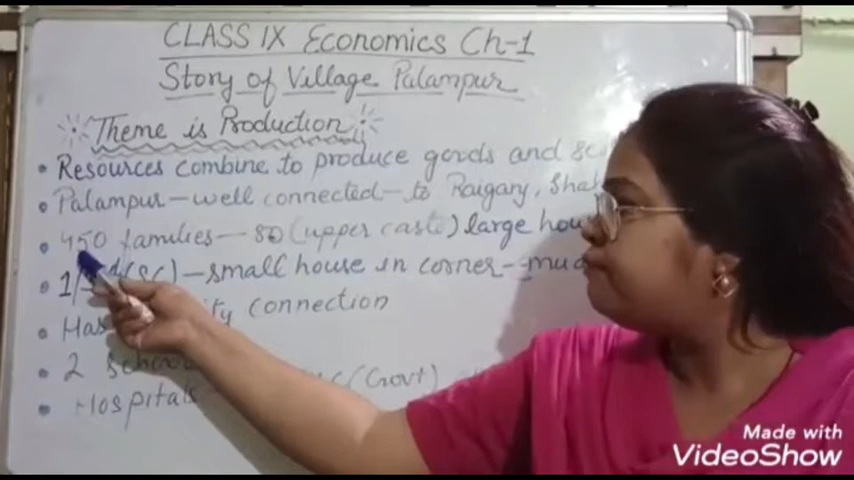 CLASS IX Economics Ch-1
Story of Village Palampur
Theme is Production
• Resources combine to produce goods and
• Palampur - well connected - to Raiganj,
• 450 families - 80 (upper caste) large
• (SC) - small house in corner -
• Has connection
• 2 (Govt)
• Hospitals
Made with
VideoShow